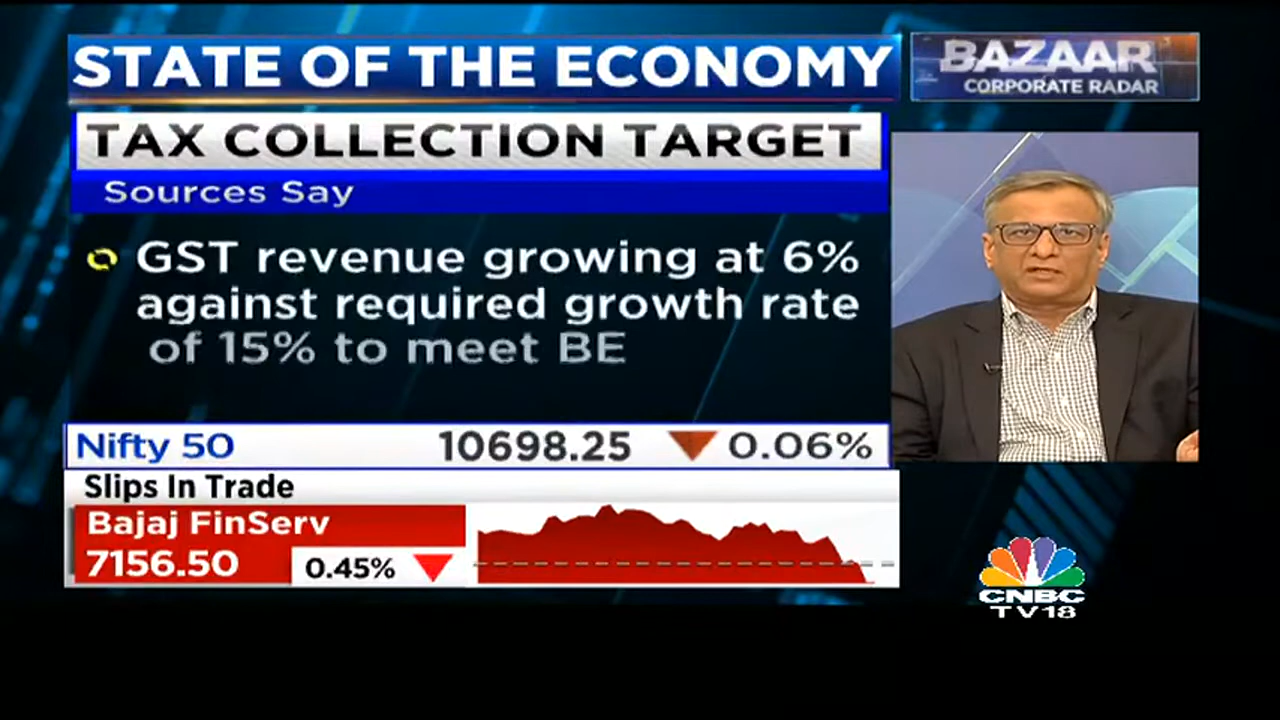 STATE OF THE ECONOMY
BAZAAR
CORPORATE RADAR
TAX COLLECTION TARGET
Sources Say
GST revenue growing at 6%
against required growth rate
of 15% to meet BE
Nifty 50 10698.25 0.06%
Slips In Trade
Bajaj FinServ
7156.50 0.45%
CNBC
TV18